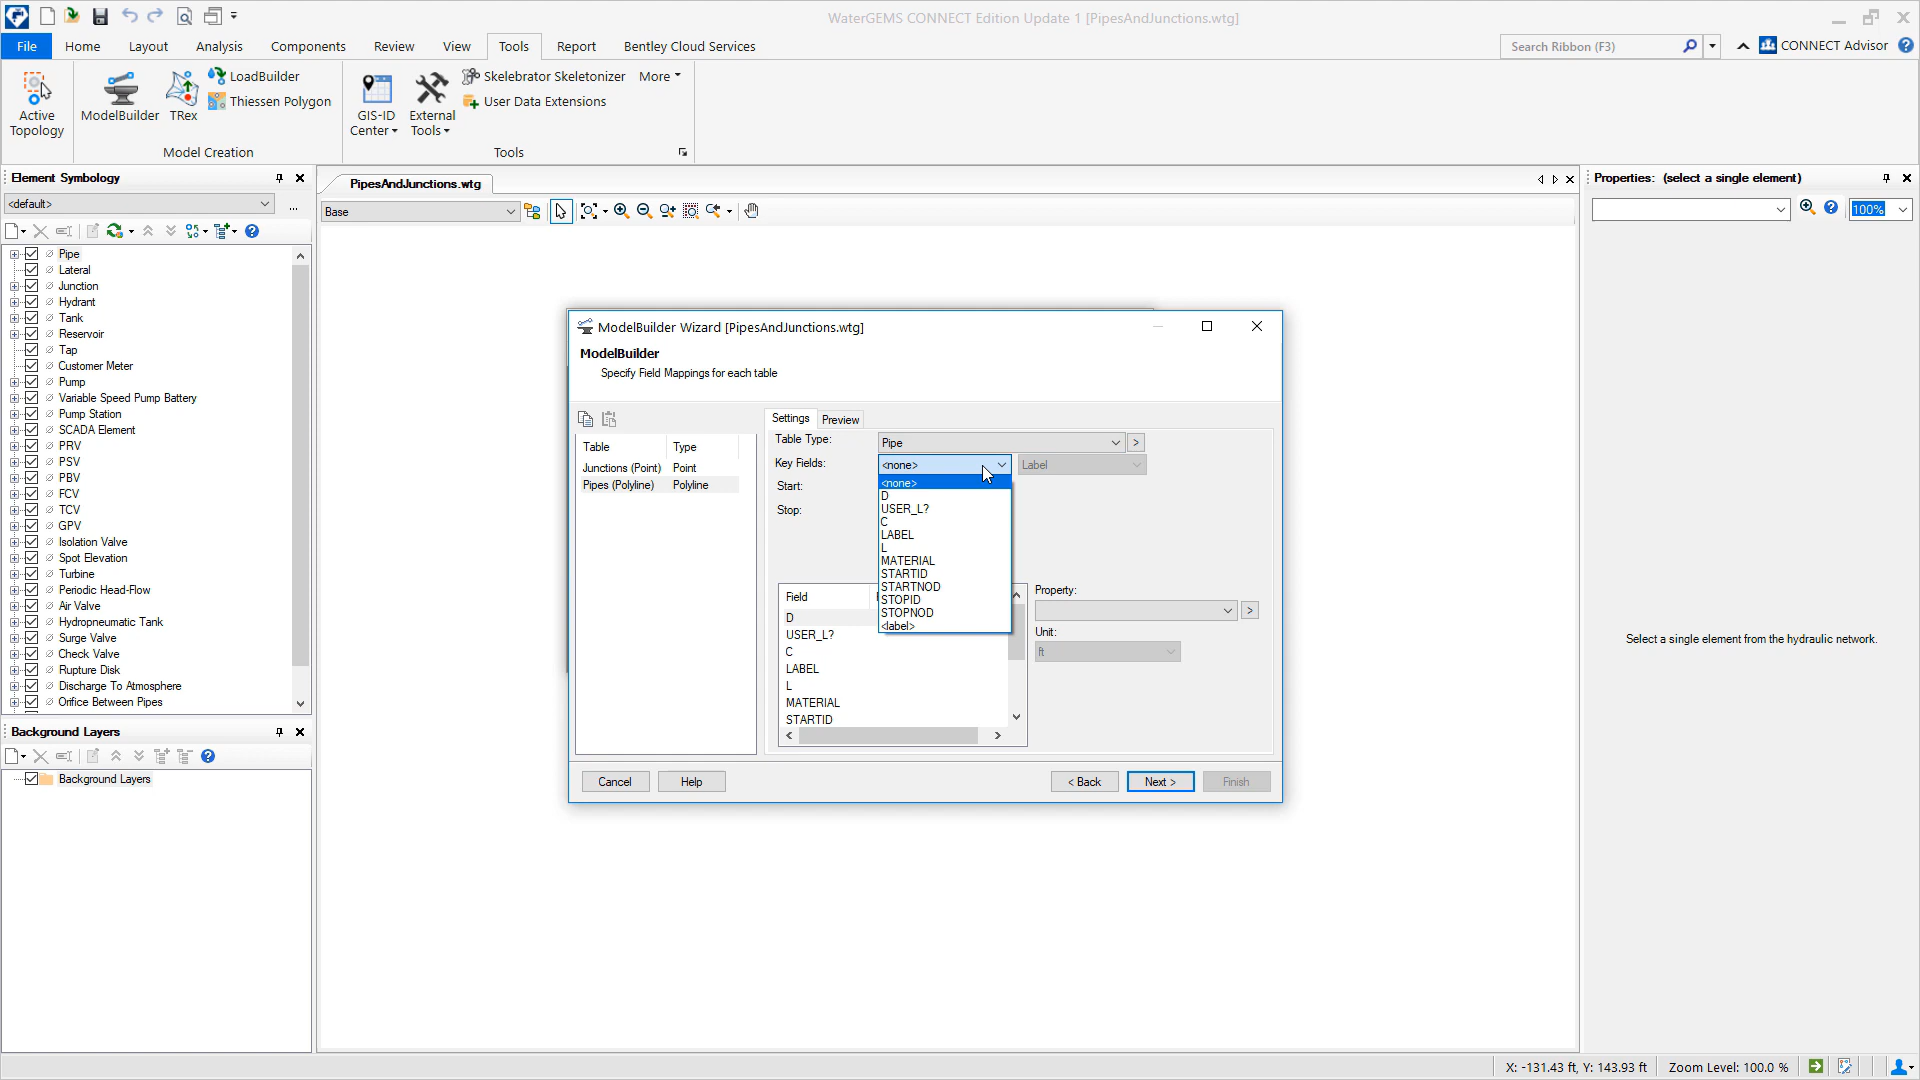 WaterGEMS CONNECT Edition Update 1 [PipesAndJunctions.wtg]
File Home Layout Analysis Components Review View Tools Report Bentley Cloud Services
Search Ribbon (F3)
CONNECT Advisor
Active Topology
ModelBuilder
TRex
LoadBuilder
Thiessen Polygon
Model Creation
GIS-ID Center
External Tools
Skelebrator Skeletonizer
More
User Data Extensions
Tools
Element Symbology
<default>
...
Pipe
Lateral
Junction
Hydrant
Tank
Reservoir
Tap
Customer Meter
Pump
Variable Speed Pump Battery
Pump Station
SCADA Element
PRV
PSV
PBV
FCV
TCV
GPV
Isolation Valve
Spot Elevation
Turbine
Periodic Head-Flow
Air Valve
Hydropneumatic Tank
Surge Valve
Check Valve
Rupture Disk
Discharge To Atmosphere
Orifice Between Pipes
Background Layers
Background Layers
PipesAndJunctions.wtg
Base
ModelBuilder Wizard [PipesAndJunctions.wtg]
ModelBuilder
Specify Field Mappings for each table
Table Type
Junctions (Point) Point
Pipes (Polyline) Polyline
Settings Preview
Table Type: Pipe >
Key Fields: <none> Label
Start:
Stop:
<none>
D
USER_L?
C
LABEL
L
MATERIAL
STARTID
STARTNOD
STOPID
STOPNOD
<label>
Field
D
USER_L?
C
LABEL
L
MATERIAL
STARTID
Property:
>
Unit:
ft
Cancel Help < Back Next > Finish
Properties: (select a single element)
100%
Select a single element from the hydraulic network.
X: -131.43 ft, Y: 143.93 ft Zoom Level: 100.0 %